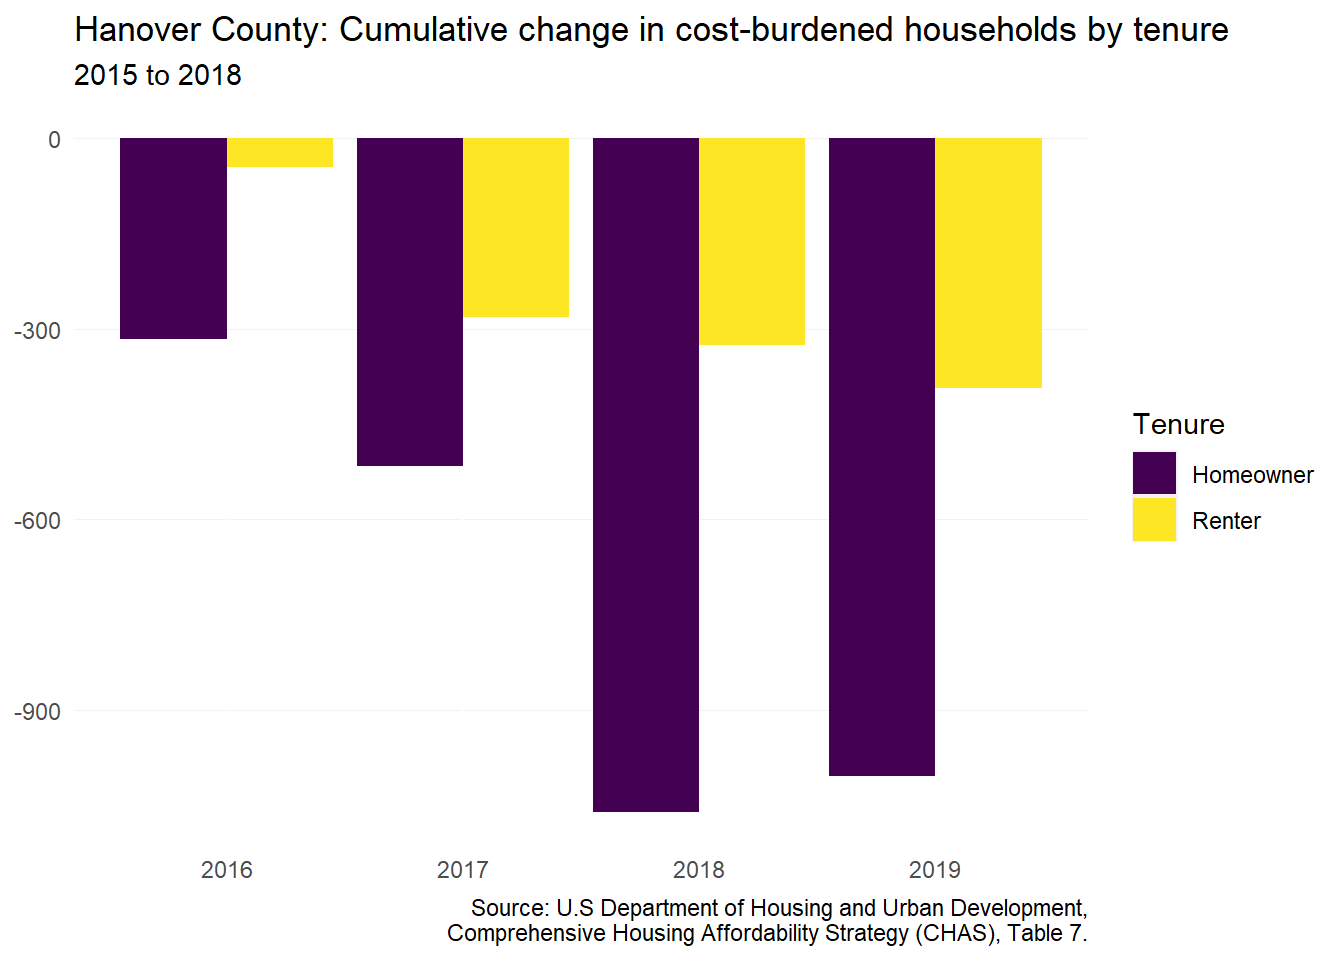 Hanover County: Cumulative change in cost-burdened households by tenure
2015 to 2018
0
-300
-600
-900
2016 2017 2018 2019
Tenure
Homeowner
Renter
Source: U.S Department of Housing and Urban Development,
Comprehensive Housing Affordability Strategy (CHAS), Table 7.